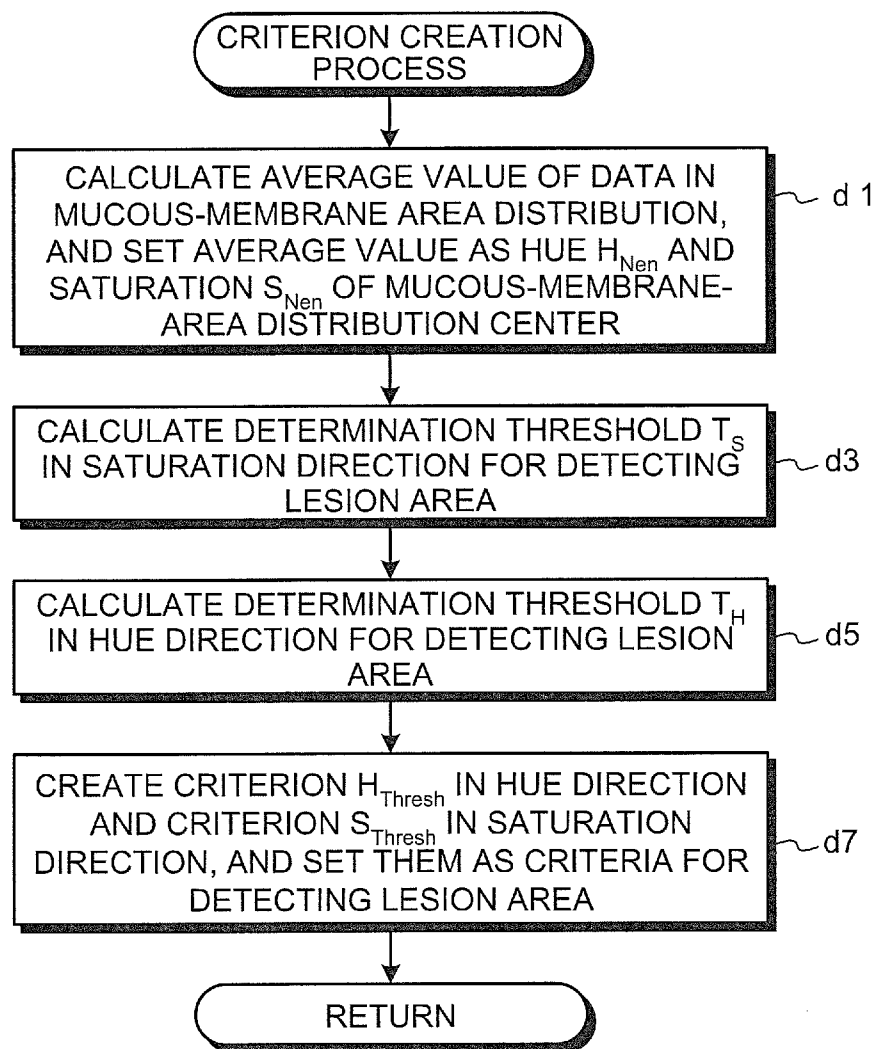 CRITERION CREATION
PROCESS
CALCULATE AVERAGE VALUE OF DATA IN
MUCOUS-MEMBRANE AREA DISTRIBUTION,
AND SET AVERAGE VALUE AS HUE H_Nen AND
SATURATION S_Nen OF MUCOUS-MEMBRANE-
AREA DISTRIBUTION CENTER
d 1
CALCULATE DETERMINATION THRESHOLD T_S
IN SATURATION DIRECTION FOR DETECTING
LESION AREA
d3
CALCULATE DETERMINATION THRESHOLD T_H
IN HUE DIRECTION FOR DETECTING LESION
AREA
d5
CREATE CRITERION H_Thresh IN HUE DIRECTION
AND CRITERION S_Thresh IN SATURATION
DIRECTION, AND SET THEM AS CRITERIA FOR
DETECTING LESION AREA
d7
RETURN